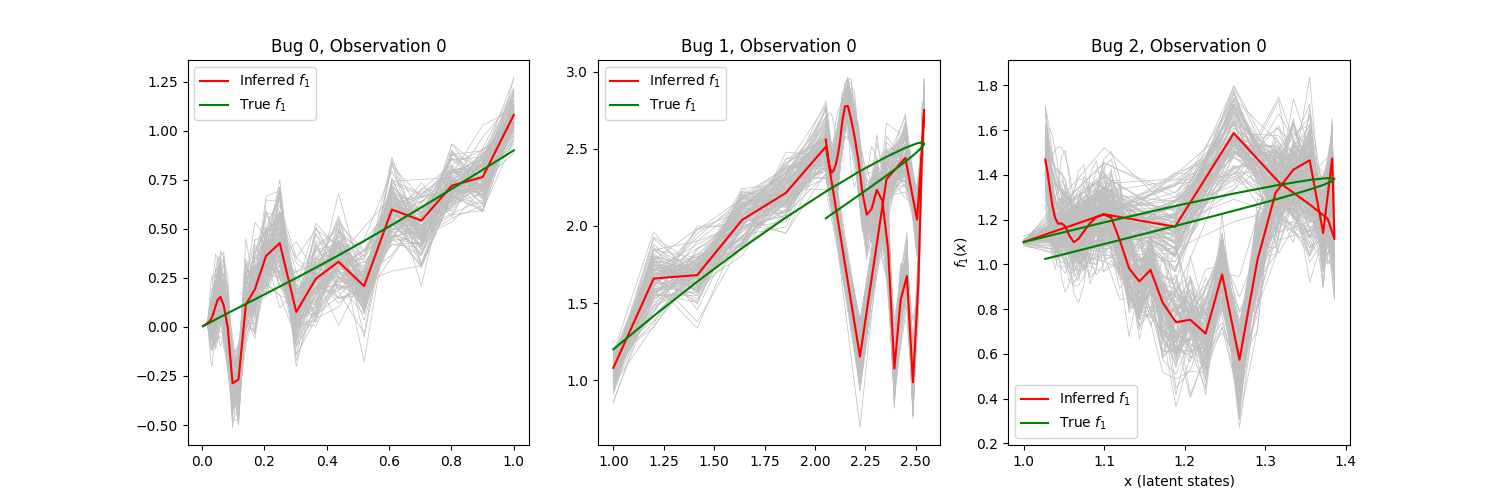 Bug 0, Observation 0
Inferred f₁
True f₁
1.25
1.00
0.75
0.50
0.25
0.00
−0.25
−0.50
0.0 0.2 0.4 0.6 0.8 1.0
Bug 1, Observation 0
Inferred f₁
True f₁
3.0
2.5
2.0
1.5
1.0
1.00 1.25 1.50 1.75 2.00 2.25 2.50
Bug 2, Observation 0
f₁(x)
1.8
1.6
1.4
1.2
1.0
0.8
0.6
0.4
0.2
Inferred f₁
True f₁
1.0 1.1 1.2 1.3 1.4
x (latent states)